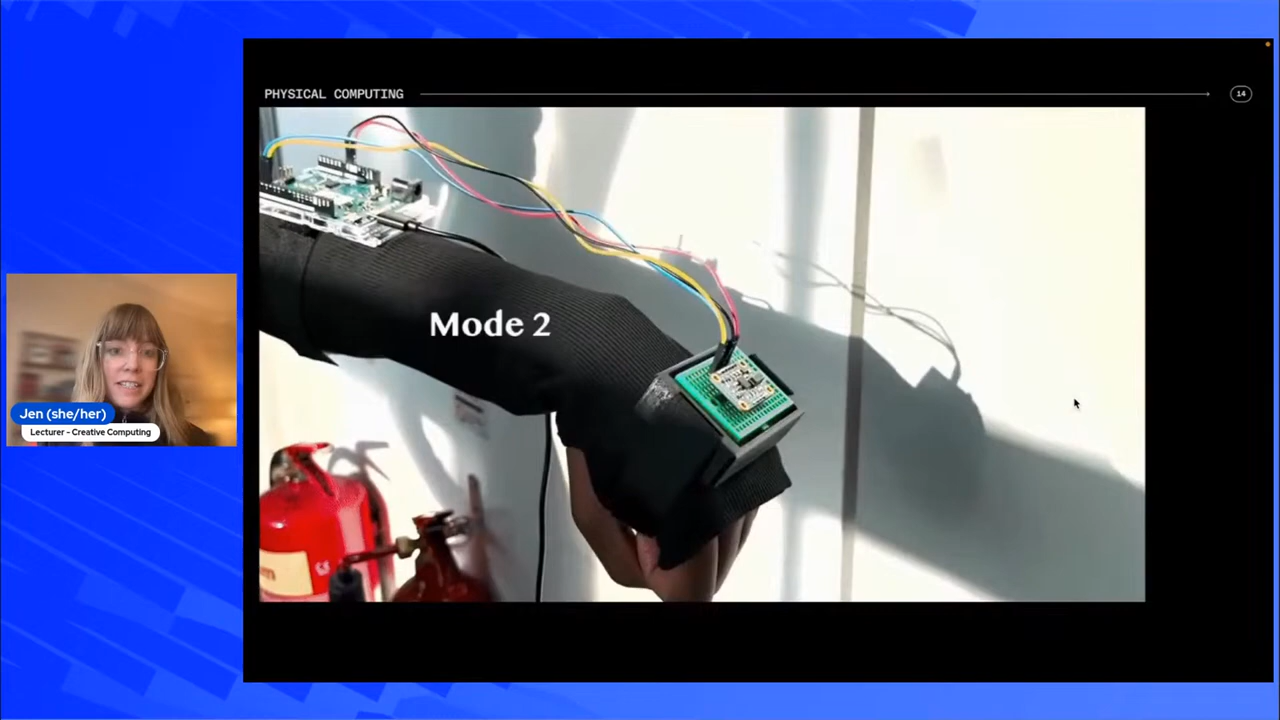 PHYSICAL COMPUTING
14
Mode 2
Jen (she/her)
Lecturer - Creative Computing